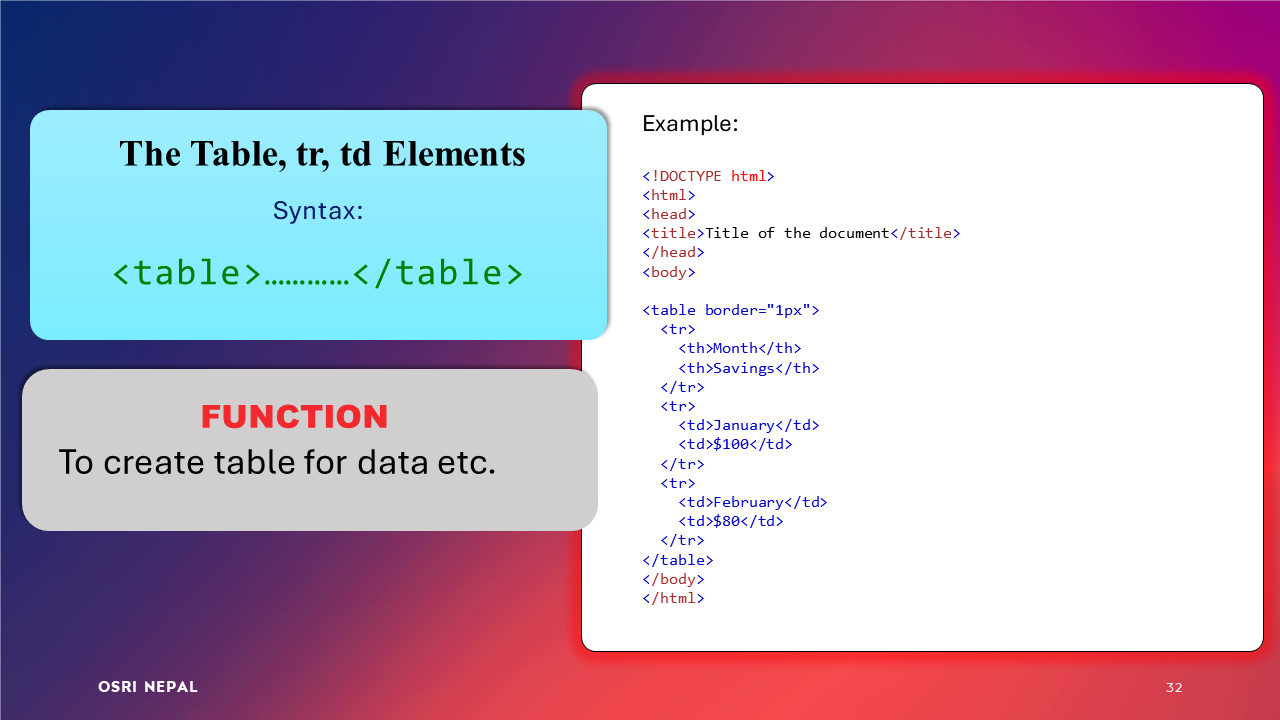 The Table, tr, td Elements
Syntax:
<table>…………</table>
FUNCTION
To create table for data etc.
Example:
<!DOCTYPE html>
<html>
<head>
<title>Title of the document</title>
</head>
<body>
<table border="1px">
  <tr>
    <th>Month</th>
    <th>Savings</th>
  </tr>
  <tr>
    <td>January</td>
    <td>$100</td>
  </tr>
  <tr>
    <td>February</td>
    <td>$80</td>
  </tr>
</table>
</body>
</html>
OSRI NEPAL
32